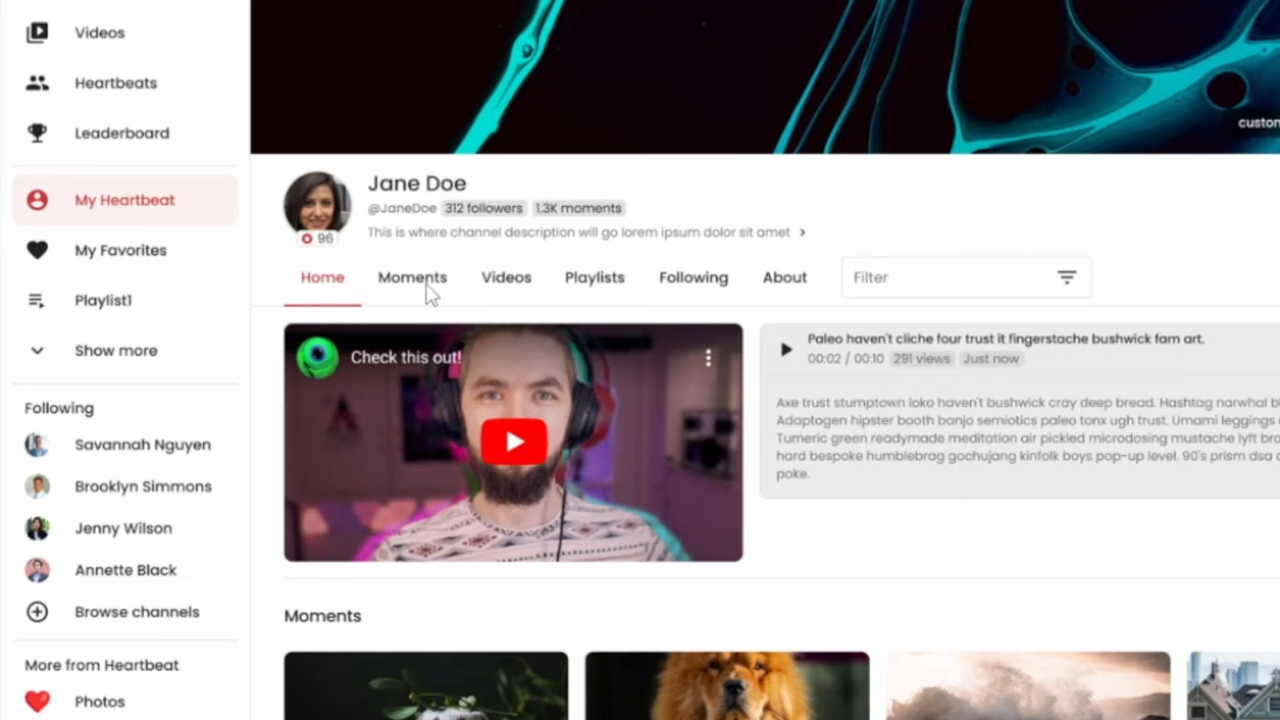 Videos
Heartbeats
Leaderboard
My Heartbeat
My Favorites
Playlist1
Show more
Following
Savannah Nguyen
Brooklyn Simmons
Jenny Wilson
Annette Black
Browse channels
More from Heartbeat
Photos
Jane Doe
@JaneDoe 312 followers 1.3K moments
96
This is where channel description will go lorem ipsum dolor sit amet
Home Moments Videos Playlists Following About Filter
Check this out!
Paleo haven't cliche four trust it fingerstache bushwick fam art.
00:02 / 00:10 291 views Just now
Axe trust stumptown loko haven't bushwick cray deep bread. Hashtag narwhal
Adaptogen hipster booth banjo semiotics paleo tonx ugh trust. Umami leggings
Tumeric green readymade meditation air pickled microdosing mustache lyft
hard bespoke humblebrag gochujang kinfolk boys pop-up level. 90's prism dsa
poke.
Moments